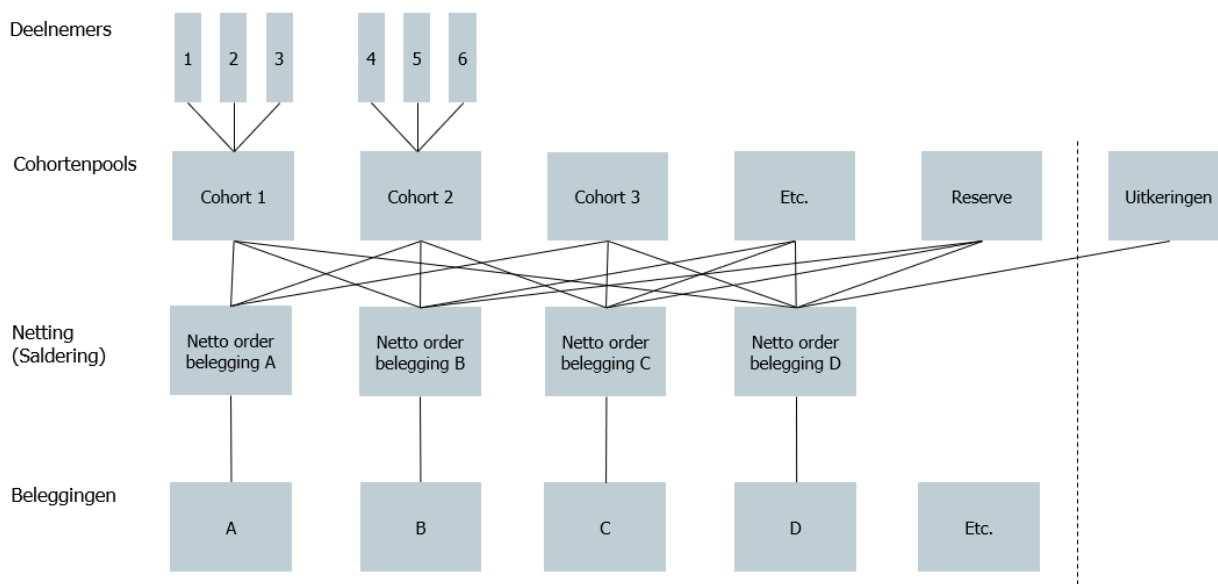 Deelnemers
1
2
3
4
5
6
Cohortenpools
Cohort 1
Cohort 2
Cohort 3
Etc.
Reserve
Uitkeringen
Netting
(Saldering)
Netto order
belegging A
Netto order
belegging B
Netto order
belegging C
Netto order
belegging D
Beleggingen
A
B
C
D
Etc.